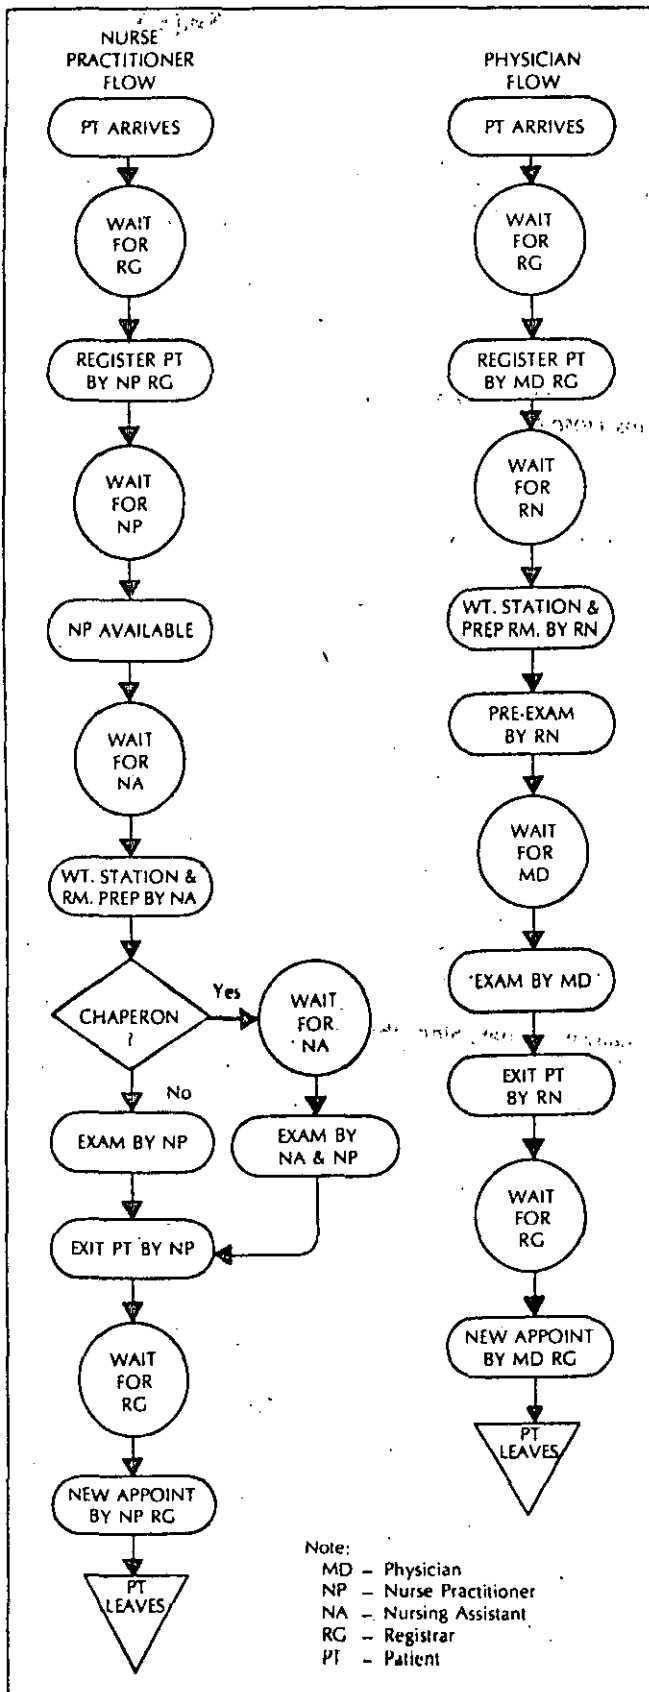 NURSE
PRACTITIONER
FLOW
PT ARRIVES
WAIT
FOR
RG
REGISTER PT
BY NP RG
WAIT
FOR
NP
NP AVAILABLE
WAIT
FOR
NA
WT. STATION &
RM. PREP BY NA
CHAPERON
?
Yes
WAIT
FOR
NA
No
EXAM BY NP
EXAM BY
NA & NP
EXIT PT BY NP
WAIT
FOR
RG
NEW APPOINT
BY NP RG
PT
LEAVES
PHYSICIAN
FLOW
PT ARRIVES
WAIT
FOR
RG
REGISTER PT
BY MD RG
WAIT
FOR
RN
WT. STATION &
PREP RM. BY RN
PRE-EXAM
BY RN
WAIT
FOR
MD
EXAM BY MD
EXIT PT
BY RN
WAIT
FOR
RG
NEW APPOINT
BY MD RG
PT
LEAVES
Note:
MD – Physician
NP – Nurse Practitioner
NA – Nursing Assistant
RG – Registrar
PT – Patient